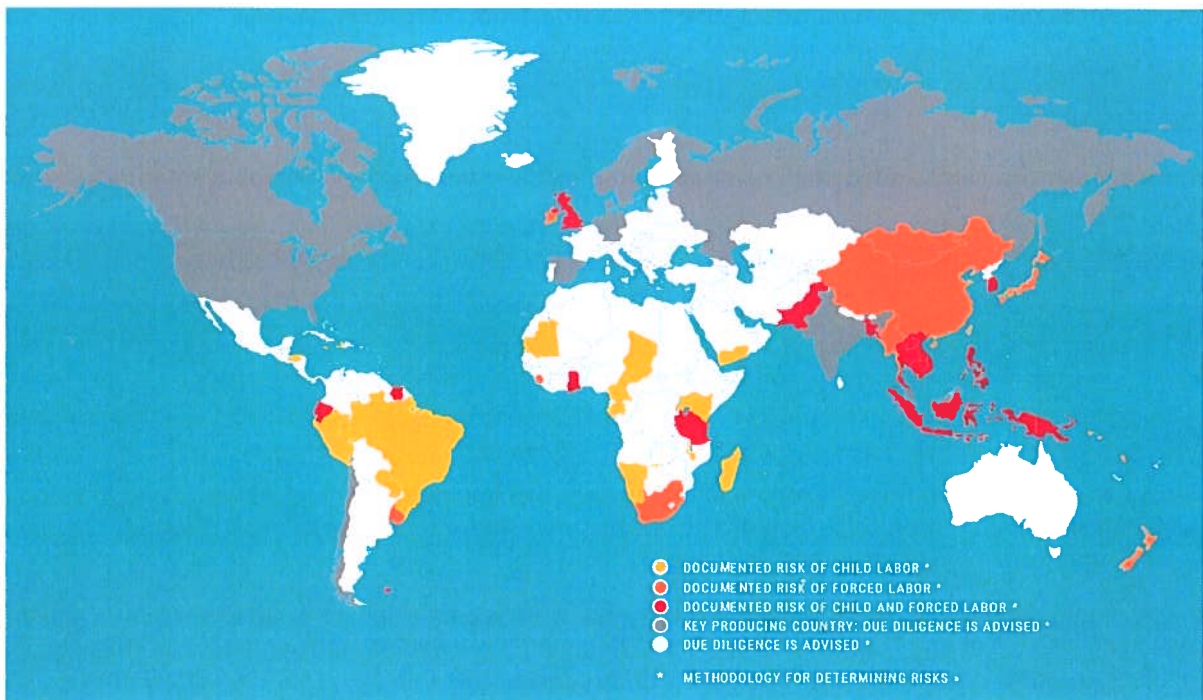 DOCUMENTED RISK OF CHILD LABOR *
DOCUMENTED RISK OF FORCED LABOR *
DOCUMENTED RISK OF CHILD AND FORCED LABOR *
KEY PRODUCING COUNTRY: DUE DILIGENCE IS ADVISED *
DUE DILIGENCE IS ADVISED *
* METHODOLOGY FOR DETERMINING RISKS »